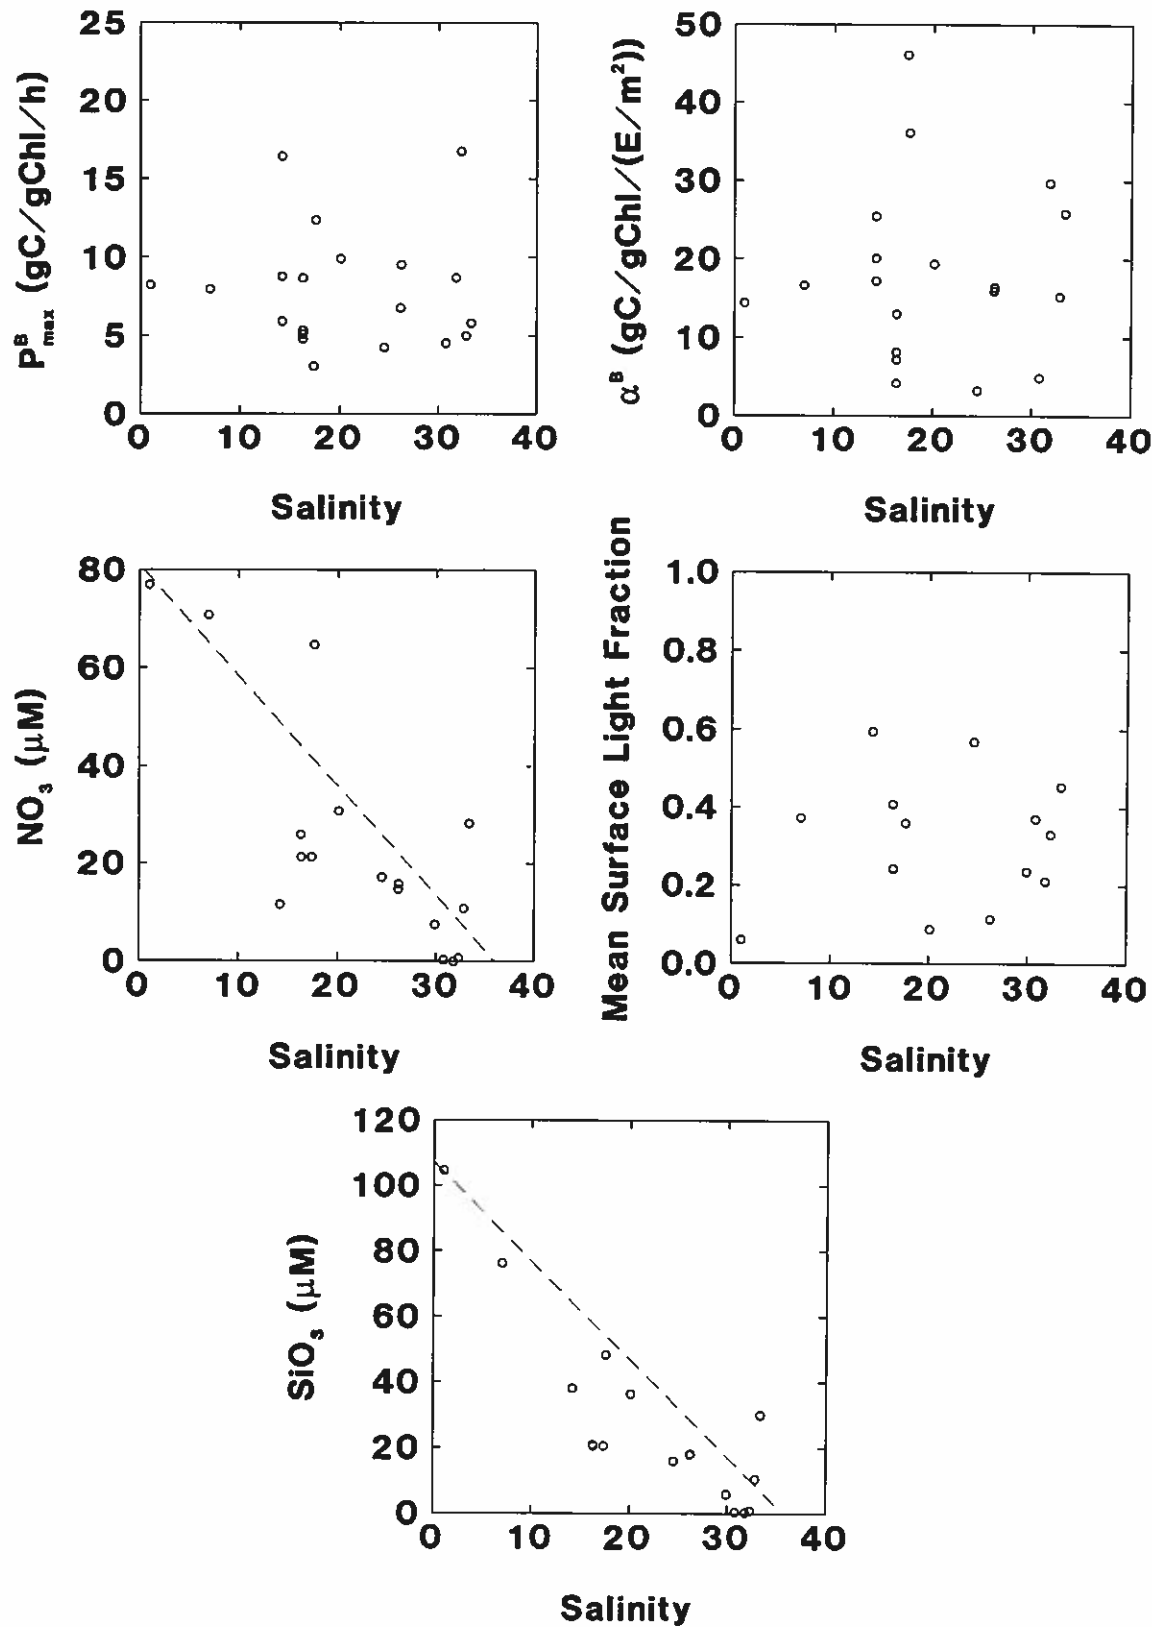 25
20
15
10
5
0
P^B_max (gC/gChl/h)
0 10 20 30 40
Salinity
50
40
30
20
10
0
α^B (gC/gChl/(E/m²))
0 10 20 30 40
Salinity
80
60
40
20
0
NO₃ (μM)
0 10 20 30 40
Salinity
1.0
0.8
0.6
0.4
0.2
0.0
Mean Surface Light Fraction
0 10 20 30 40
Salinity
120
100
80
60
40
20
0
SiO₃ (μM)
0 10 20 30 40
Salinity